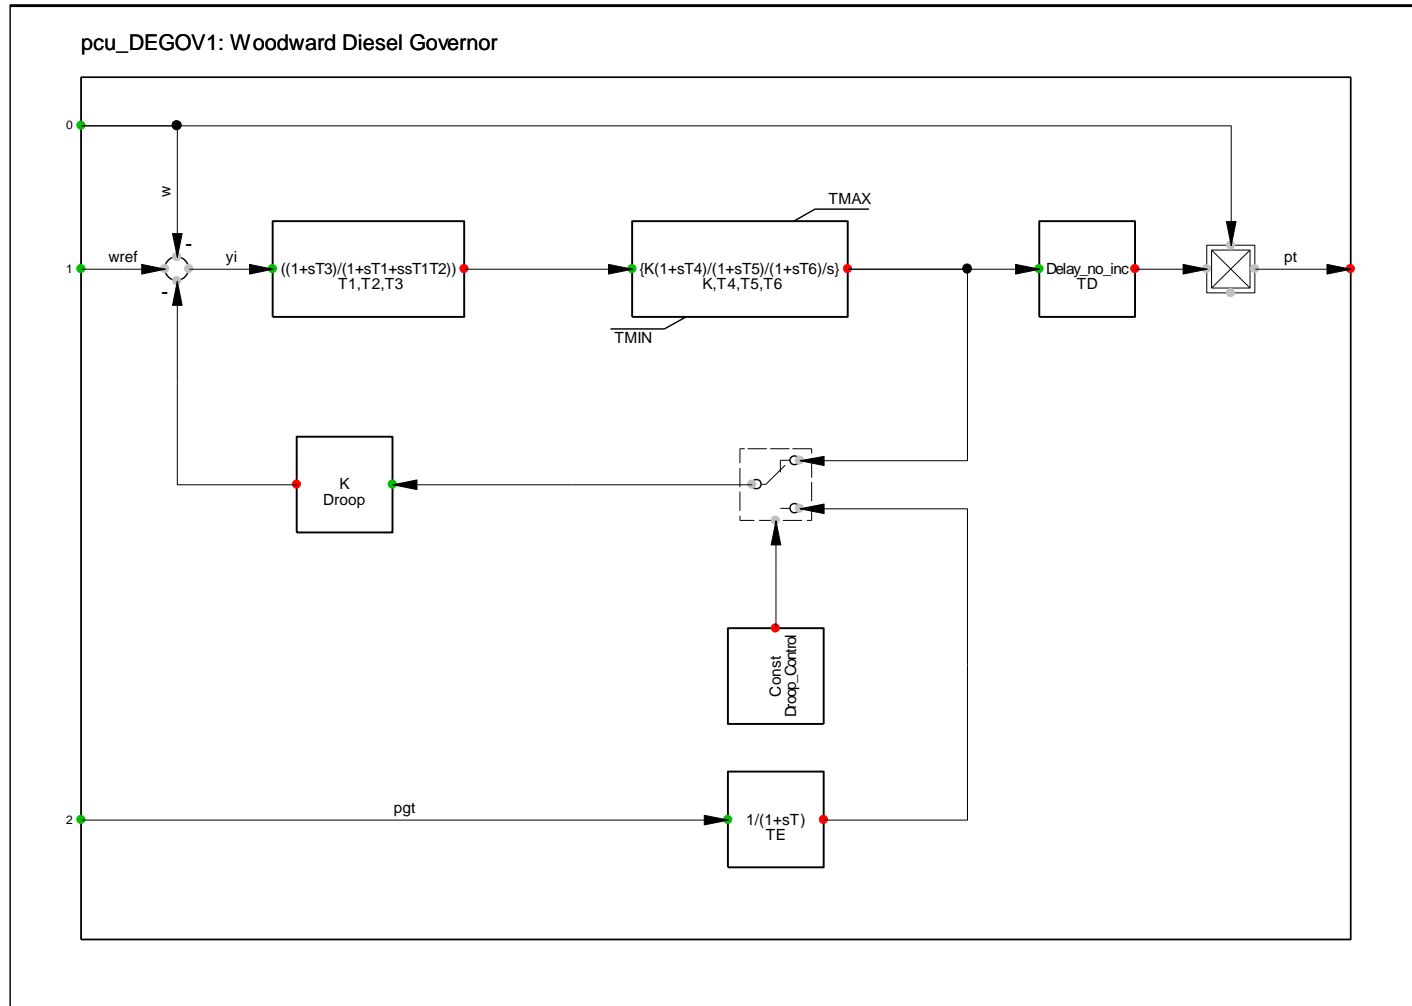 pcu_DEGOV1: Woodward Diesel Governor
0
w
-
TMAX
1
wref
yi
-
((1+sT3)/(1+sT1+ssT1T2))
T1,T2,T3
{K(1+sT4)/(1+sT5)/(1+sT6)/s}
K,T4,T5,T6
TMIN
Delay_no_inc
TD
pt
K
Droop
Const
Droop_Control
2
pgt
1/(1+sT)
TE